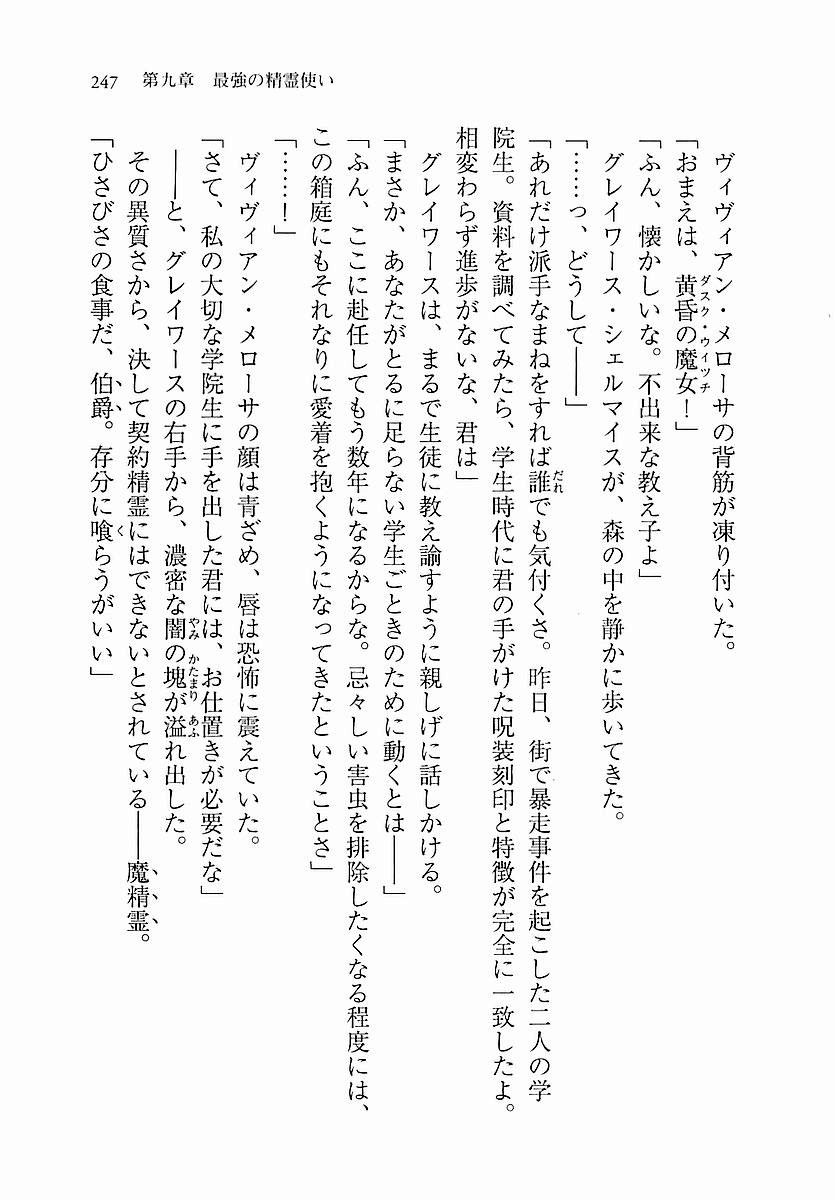 247　第九章　最強の精霊使い
　ヴィヴィアン・メローサの背筋が凍り付いた。
「おまえは、黄昏の魔女！」
ダスク・ウィッチ
「ふん、懐かしいな。不出来な教え子よ」
　グレイワース・シェルマイスが、森の中を静かに歩いてきた。
「……っ、どうして――」
「あれだけ派手なまねをすれば誰でも気付くさ。昨日、街で暴走事件を起こした二人の学
だれ
院生。資料を調べてみたら、学生時代に君の手がけた呪装刻印と特徴が完全に一致したよ。
相変わらず進歩がないな、君は」
　グレイワースは、まるで生徒に教え諭すように親しげに話しかける。
「まさか、あなたがとるに足らない学生ごときのために動くとは――」
「ふん、ここに赴任してもう数年になるからな。忌々しい害虫を排除したくなる程度には、
この箱庭にもそれなりに愛着を抱くようになってきたということさ」
「……！」
　ヴィヴィアン・メローサの顔は青ざめ、唇は恐怖に震えていた。
「さて、私の大切な学院生に手を出した君には、お仕置きが必要だな」
　――と、グレイワースの右手から、濃密な闇の塊が溢れ出した。
やみ かたまり あふ
　その異質さから、決して契約精霊にはできないとされている――魔精霊。
「ひさびさの食事だ、伯爵。存分に喰らうがいい」
く